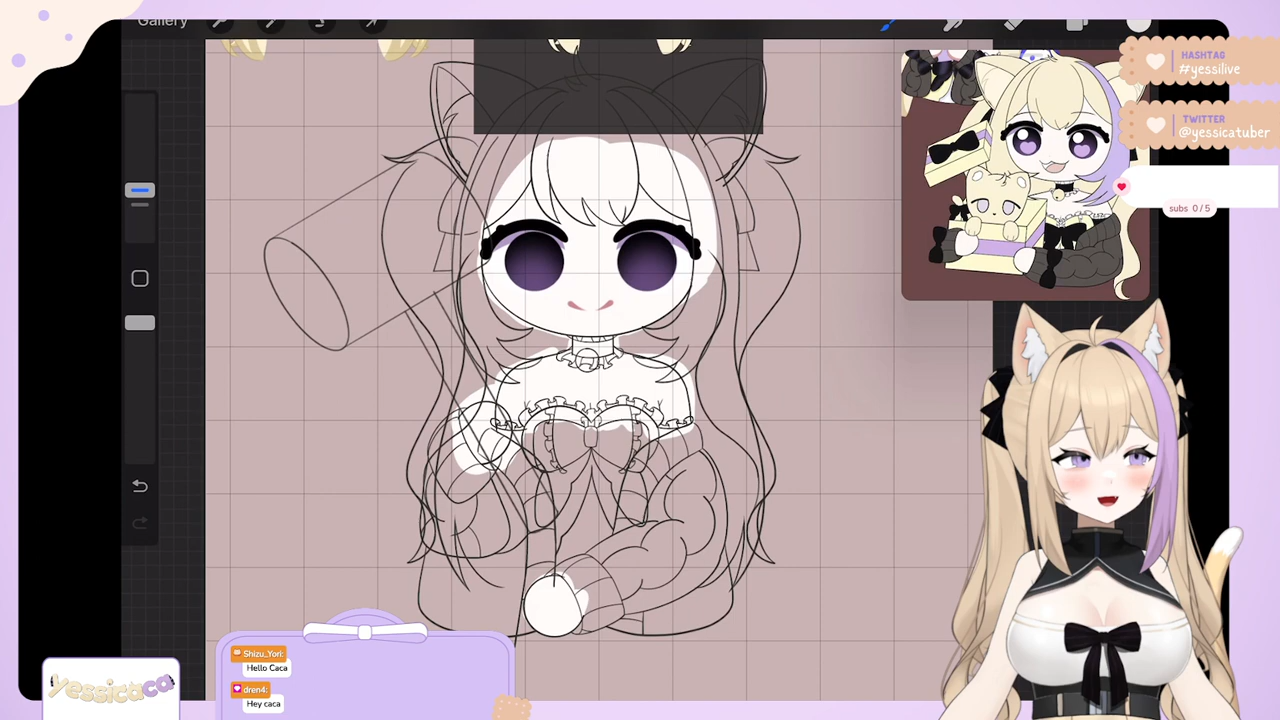 Gallery
HASHTAG
#yessilive
TWITTER
@yessicatuber
subs 0/5
Shizu_Yori:
Hello Caca
dren4:
Hey caca
yessicaca